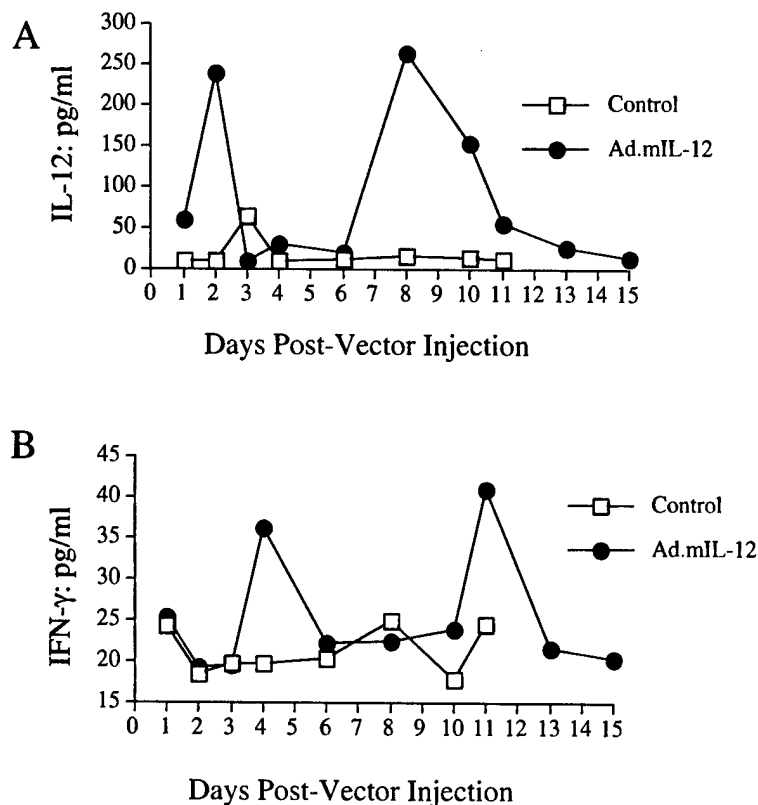 A
IL-12: pg/ml
300
250
200
150
100
50
0
Control
Ad.mIL-12
0 1 2 3 4 5 6 7 8 9 10 11 12 13 14 15
Days Post-Vector Injection
B
IFN-γ: pg/ml
45
40
35
30
25
20
15
Control
Ad.mIL-12
0 1 2 3 4 5 6 7 8 9 10 11 12 13 14 15
Days Post-Vector Injection